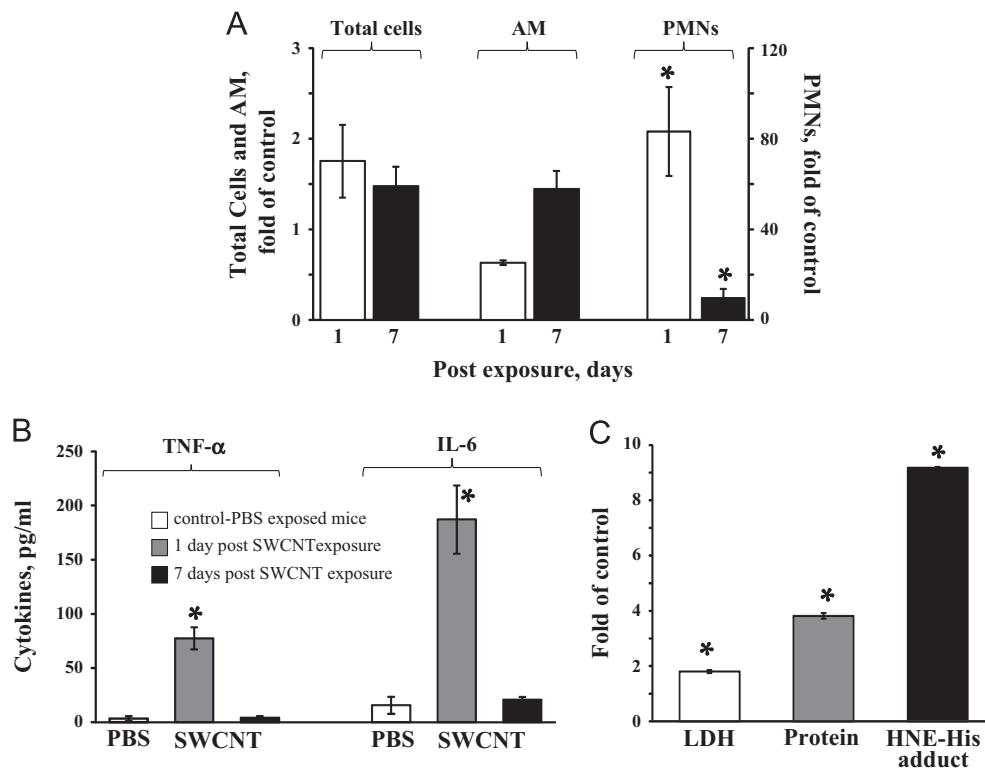 A
Total cells AM PMNs
Total Cells and AM,
fold of control
3
2
1
0
120
80
40
0
PMNs, fold of control
*
*
1 7 1 7 1 7
Post exposure, days
B
TNF-α IL-6
Cytokines, pg/ml
250
200
150
100
50
0
control-PBS exposed mice
1 day post SWCNTexposure
7 days post SWCNT exposure
*
*
PBS SWCNT PBS SWCNT
C
Fold of control
10
8
6
4
2
0
*
*
*
LDH Protein HNE-His
adduct